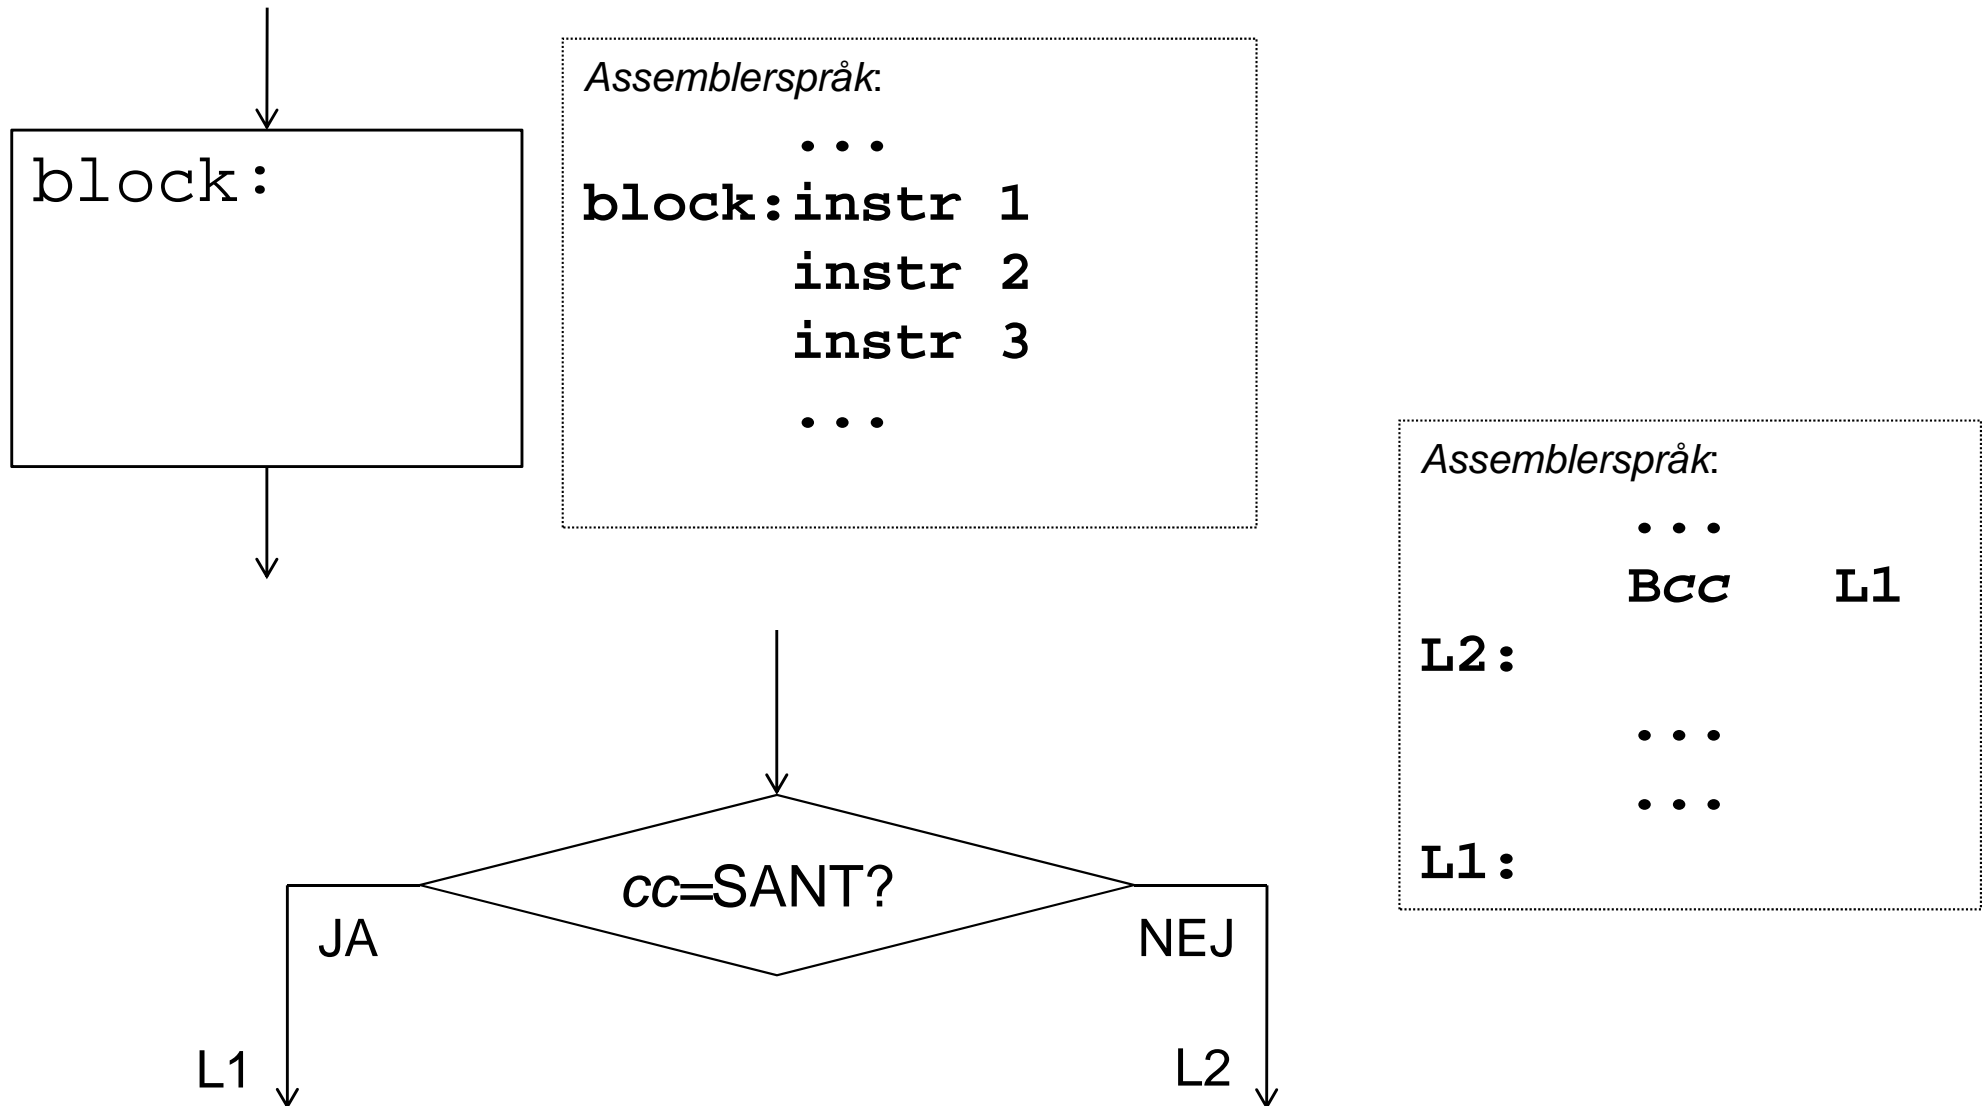 block:
Assemblerspråk:
...
block:instr 1
instr 2
instr 3
...
Assemblerspråk:
...
Bcc L1
L2:
...
...
L1:
cc=SANT?
JA
NEJ
L1
L2